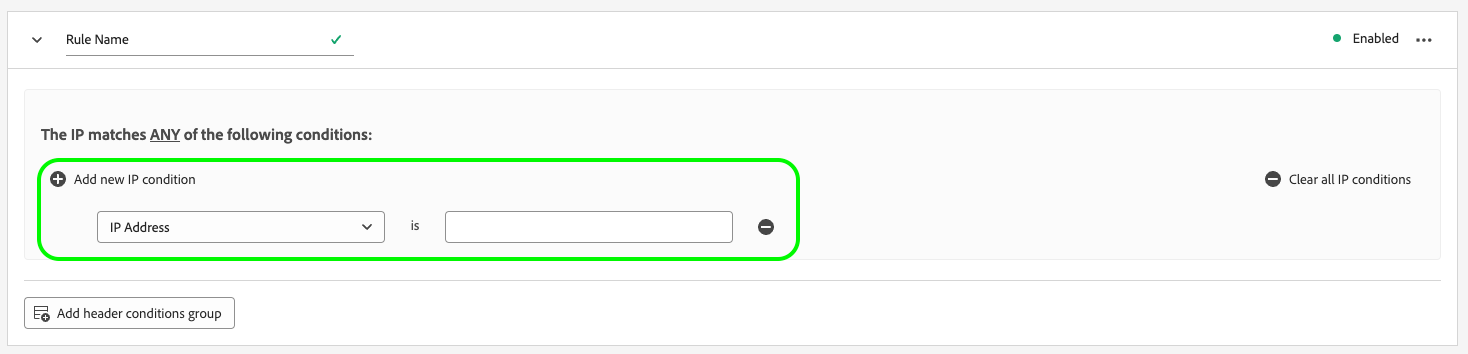 Rule Name
Enabled
The IP matches ANY of the following conditions:
Add new IP condition
Clear all IP conditions
IP Address
is
Add header conditions group